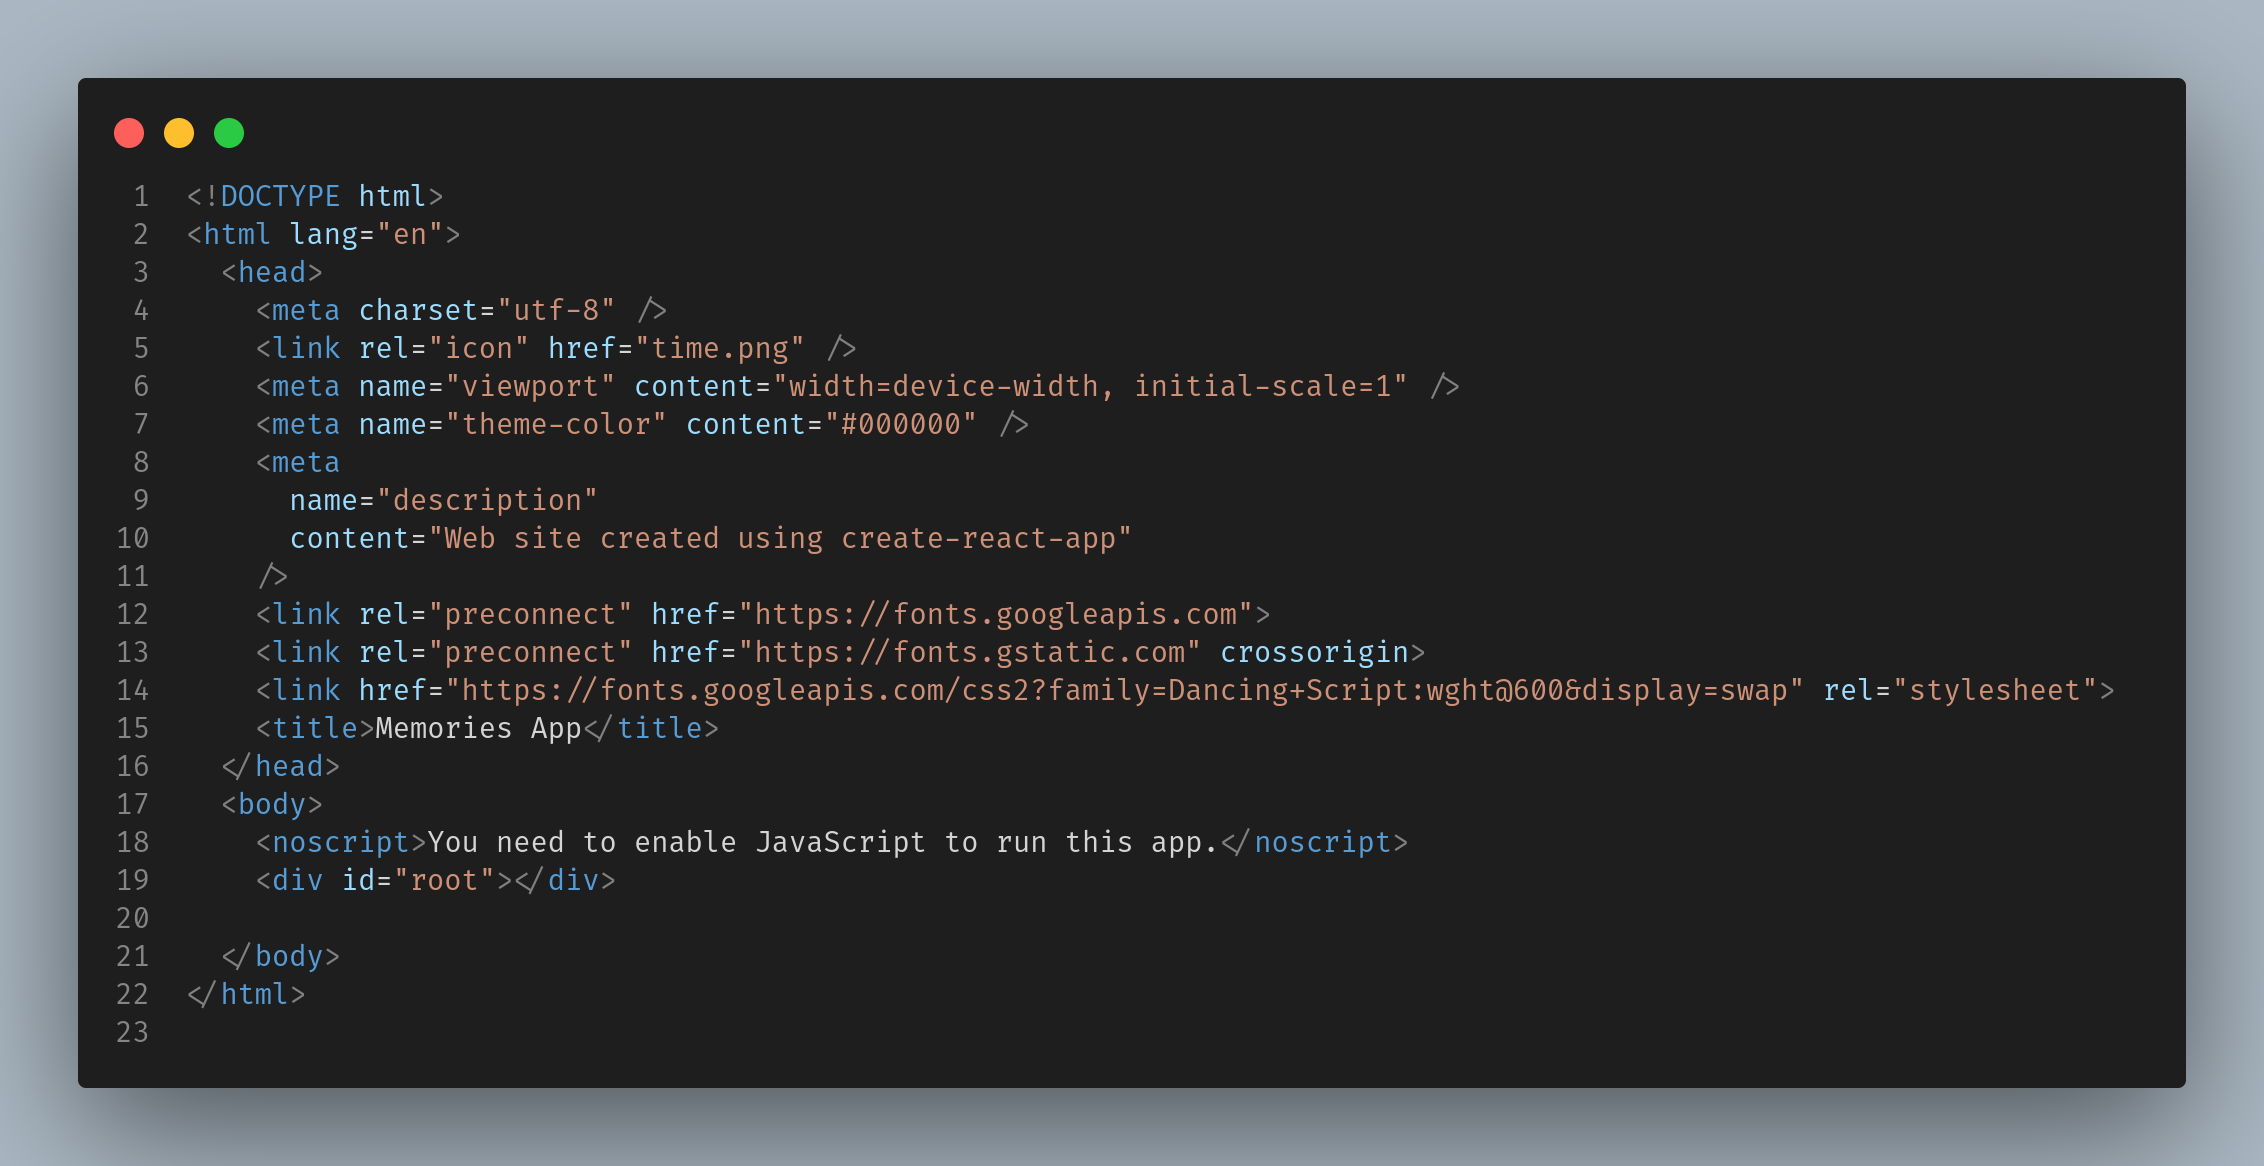 1 <!DOCTYPE html>
2 <html lang="en">
3   <head>
4     <meta charset="utf-8" />
5     <link rel="icon" href="time.png" />
6     <meta name="viewport" content="width=device-width, initial-scale=1" />
7     <meta name="theme-color" content="#000000" />
8     <meta
9       name="description"
10       content="Web site created using create-react-app"
11     />
12     <link rel="preconnect" href="https://fonts.googleapis.com">
13     <link rel="preconnect" href="https://fonts.gstatic.com" crossorigin>
14     <link href="https://fonts.googleapis.com/css2?family=Dancing+Script:wght@600&display=swap" rel="stylesheet">
15     <title>Memories App</title>
16   </head>
17   <body>
18     <noscript>You need to enable JavaScript to run this app.</noscript>
19     <div id="root"></div>
20
21   </body>
22 </html>
23